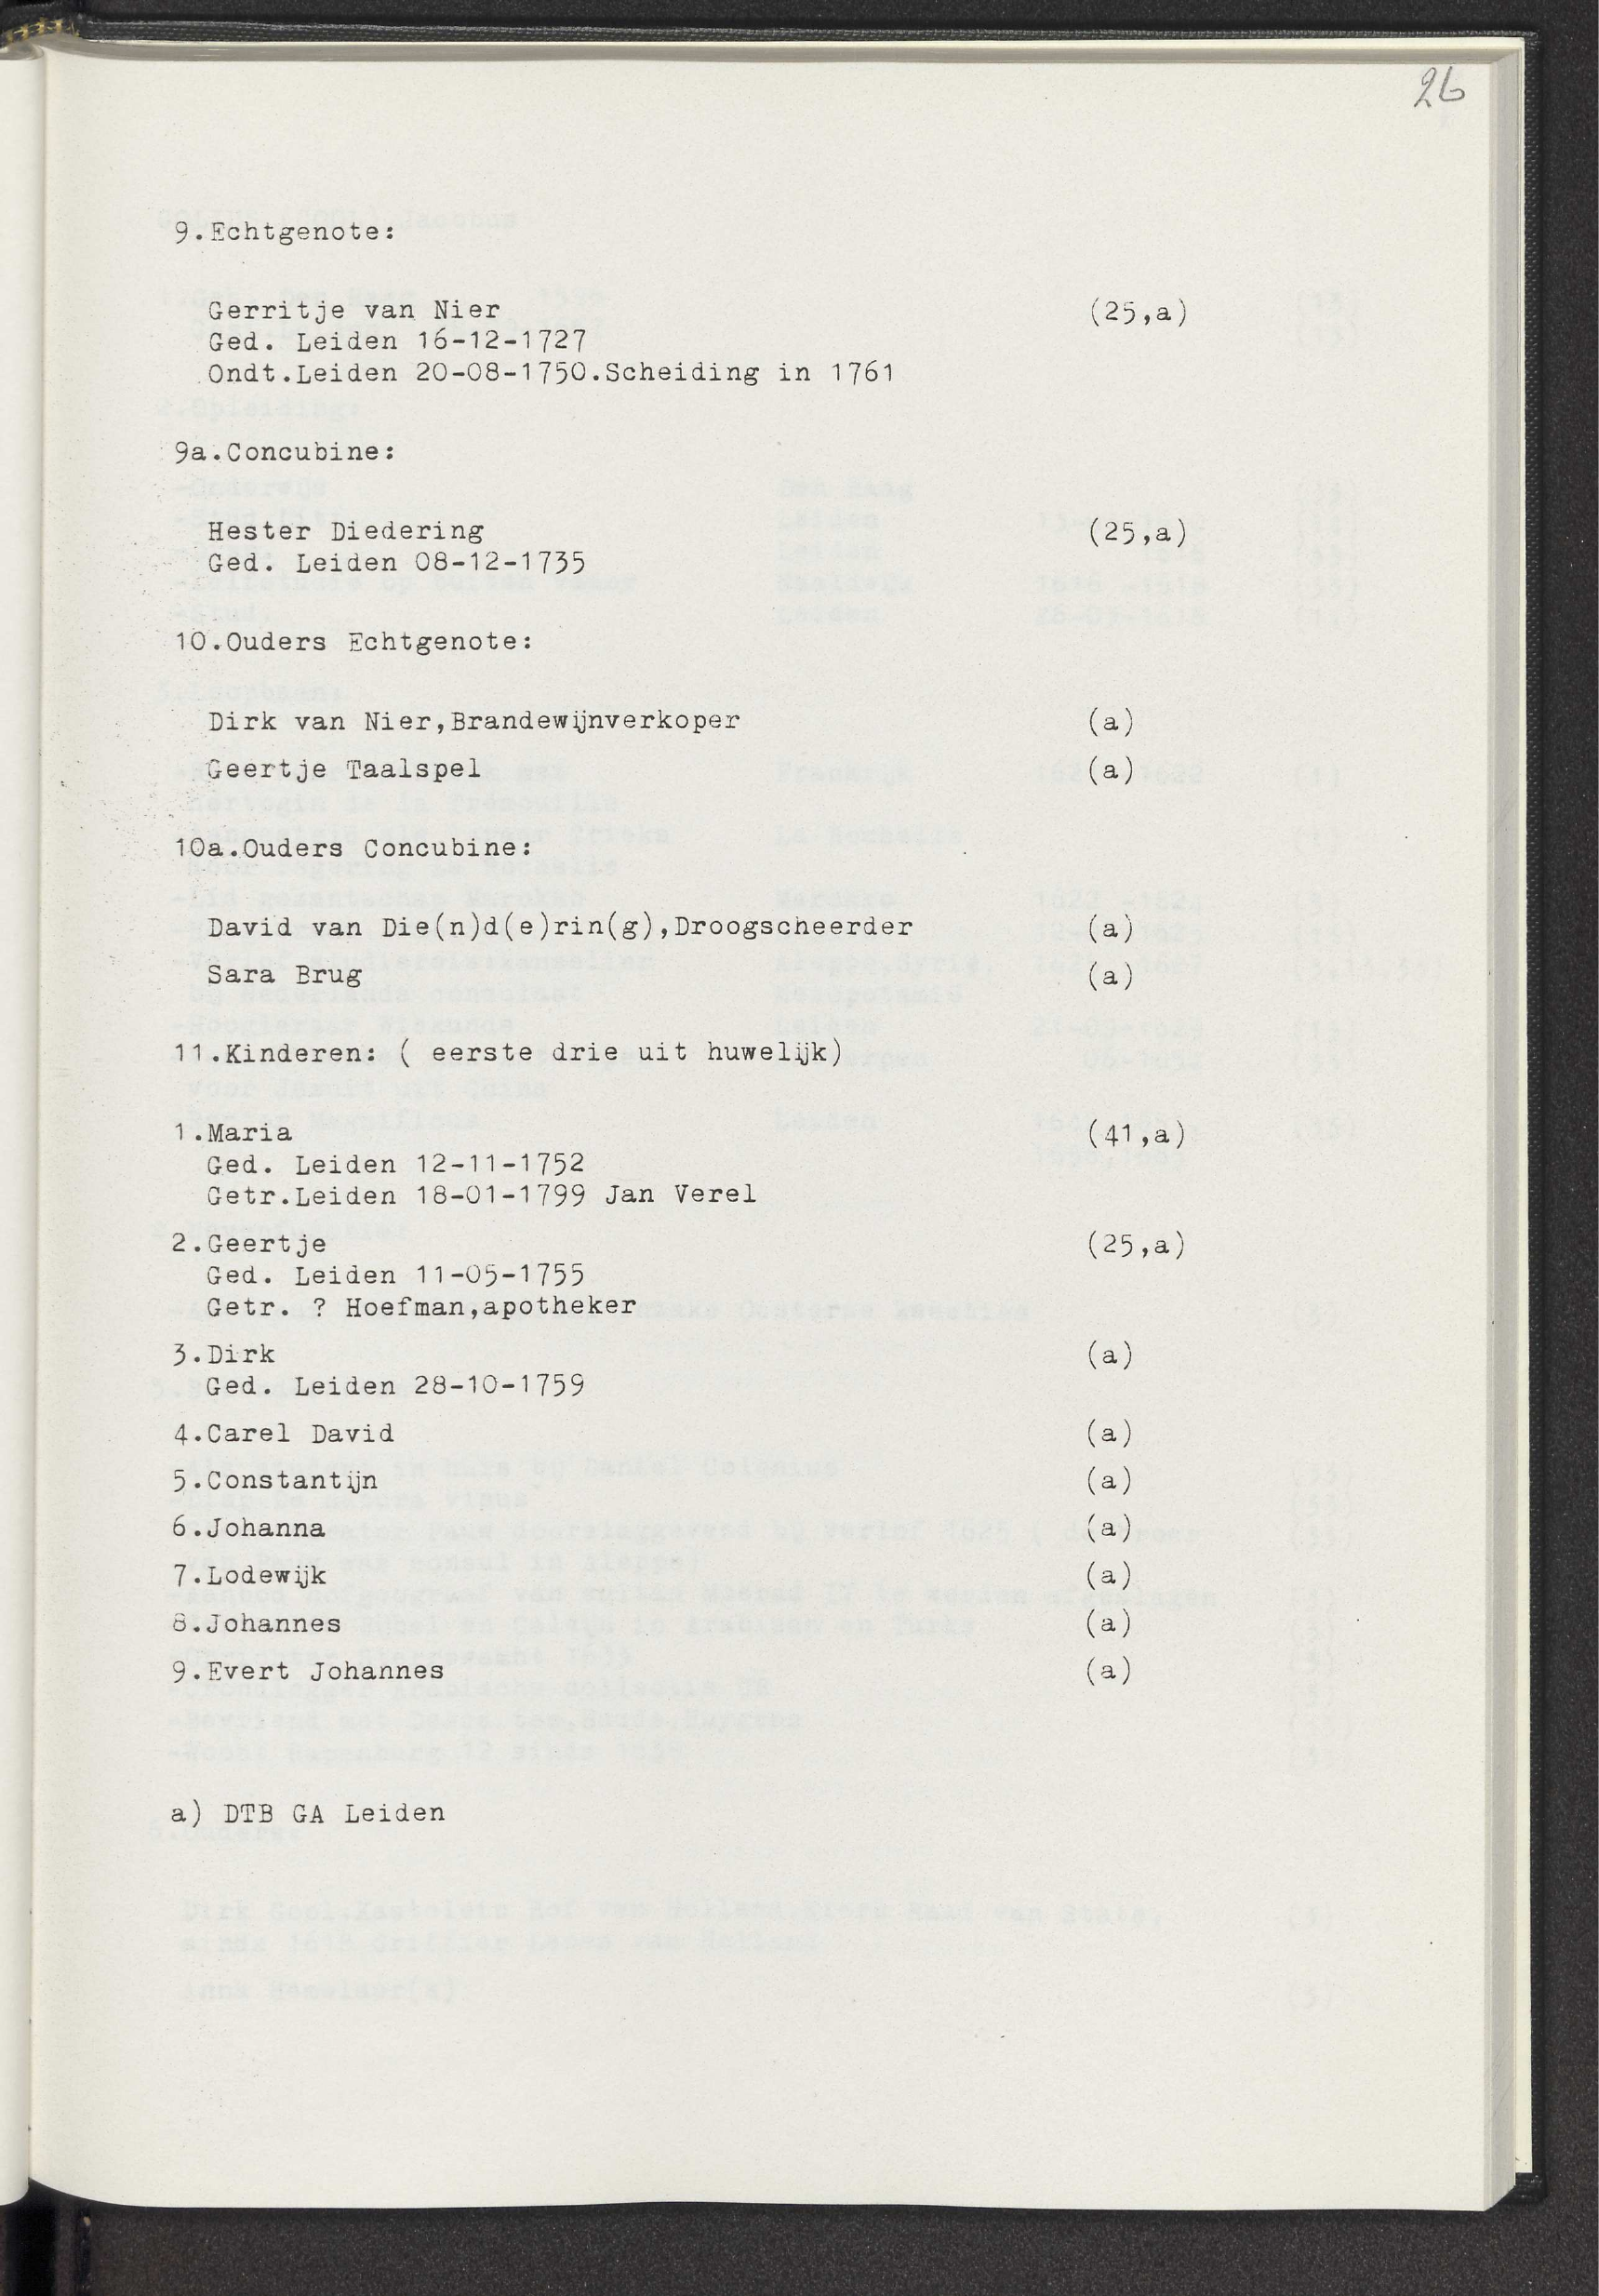 26
9.Echtgenote:
Gerritje van Nier (25,a)
Ged. Leiden 16-12-1727
Ondt.Leiden 20-08-1750.Scheiding in 1761
9a.Concubine:
Hester Diedering (25,a)
Ged. Leiden 08-12-1735
10.Ouders Echtgenote:
Dirk van Nier,Brandewijnverkoper (a)
Geertje Taalspel (a)
10a.Ouders Concubine:
David van Die(n)d(e)rin(g),Droogscheerder (a)
Sara Brug (a)
11.Kinderen: ( eerste drie uit huwelijk)
1.Maria (41,a)
Ged. Leiden 12-11-1752
Getr.Leiden 18-01-1799 Jan Verel
2.Geertje (25,a)
Ged. Leiden 11-05-1755
Getr. ? Hoefman,apotheker
3.Dirk (a)
Ged. Leiden 28-10-1759
4.Carel David (a)
5.Constantijn (a)
6.Johanna (a)
7.Lodewijk (a)
8.Johannes (a)
9.Evert Johannes (a)
a) DTB GA Leiden